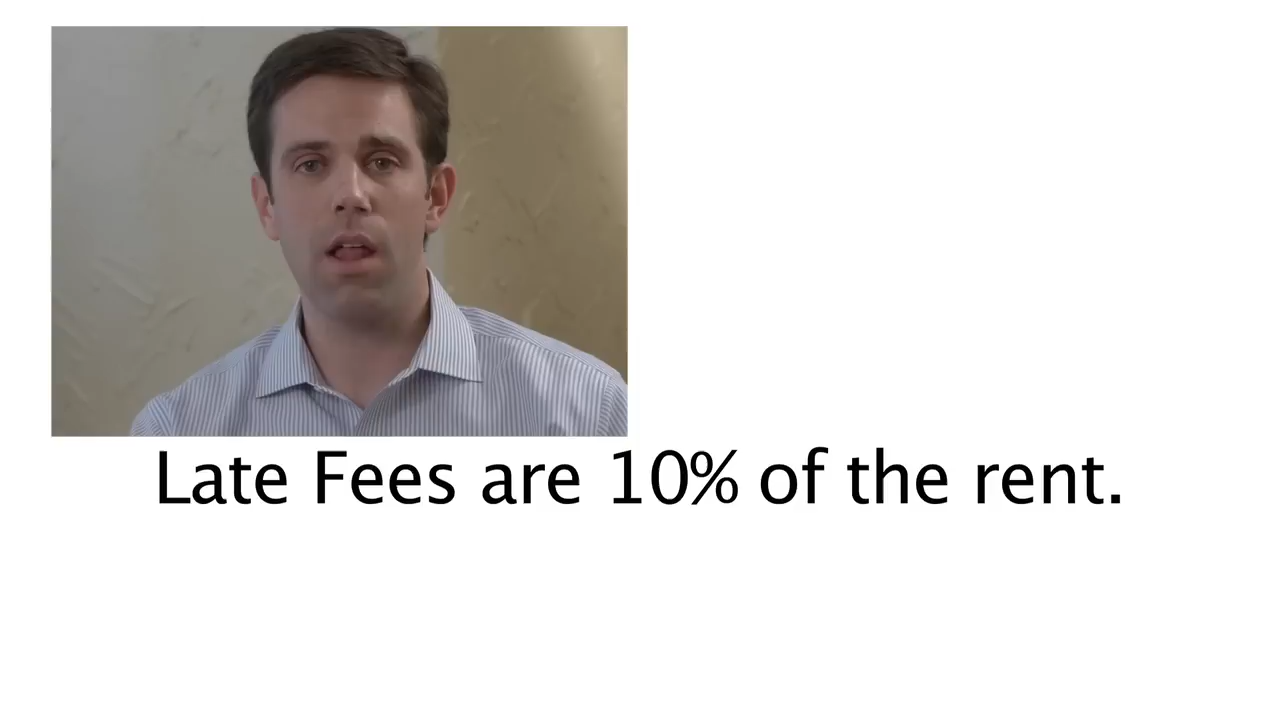 Late Fees are 10% of the rent.